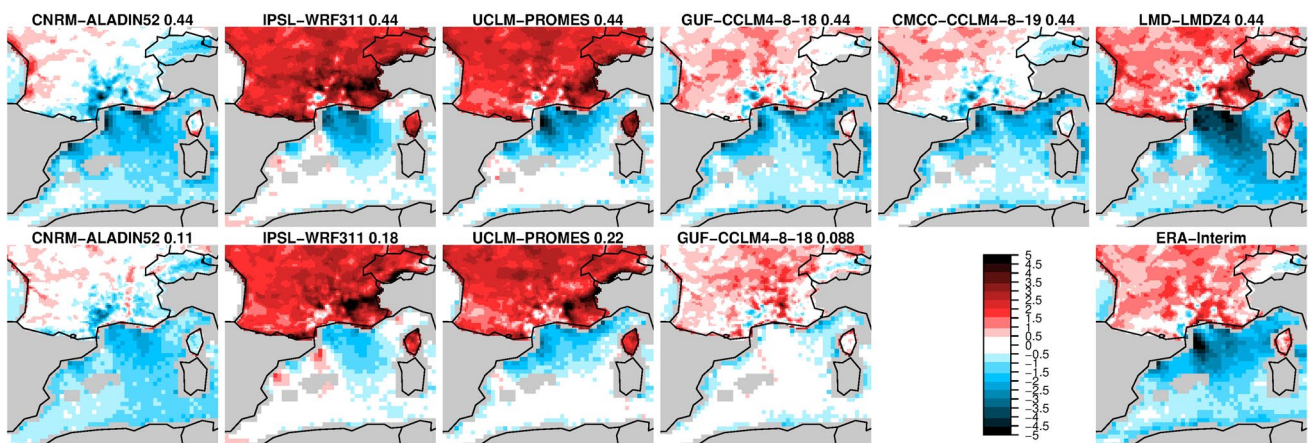 CNRM−ALADIN52 0.44
IPSL−WRF311 0.44
UCLM−PROMES 0.44
GUF−CCLM4−8−18 0.44
CMCC−CCLM4−8−19 0.44
LMD−LMDZ4 0.44
CNRM−ALADIN52 0.11
IPSL−WRF311 0.18
UCLM−PROMES 0.22
GUF−CCLM4−8−18 0.088
ERA−Interim
5
4.5
4
3.5
3
2.5
2
1.5
1
0.5
0
−0.5
−1
−1.5
−2
−2.5
−3
−3.5
−4
−4.5
−5